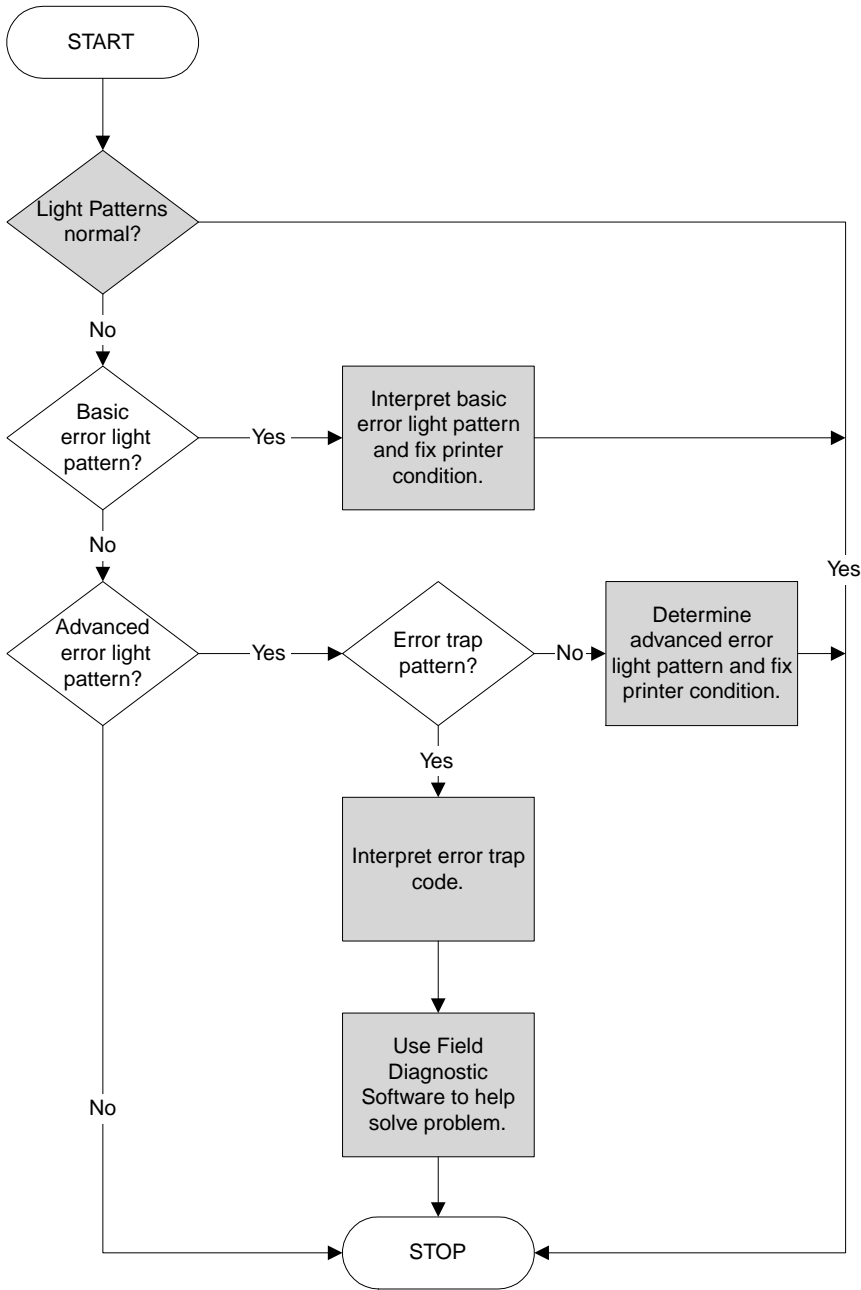 START
Light Patterns
normal?
No
Basic
error light
pattern?
Yes
Interpret basic
error light pattern
and fix printer
condition.
No
Yes
Advanced
error light
pattern?
Yes
Error trap
pattern?
No
Determine
advanced error
light pattern and fix
printer condition.
Yes
Interpret error trap
code.
Use Field
Diagnostic
Software to help
solve problem.
No
STOP